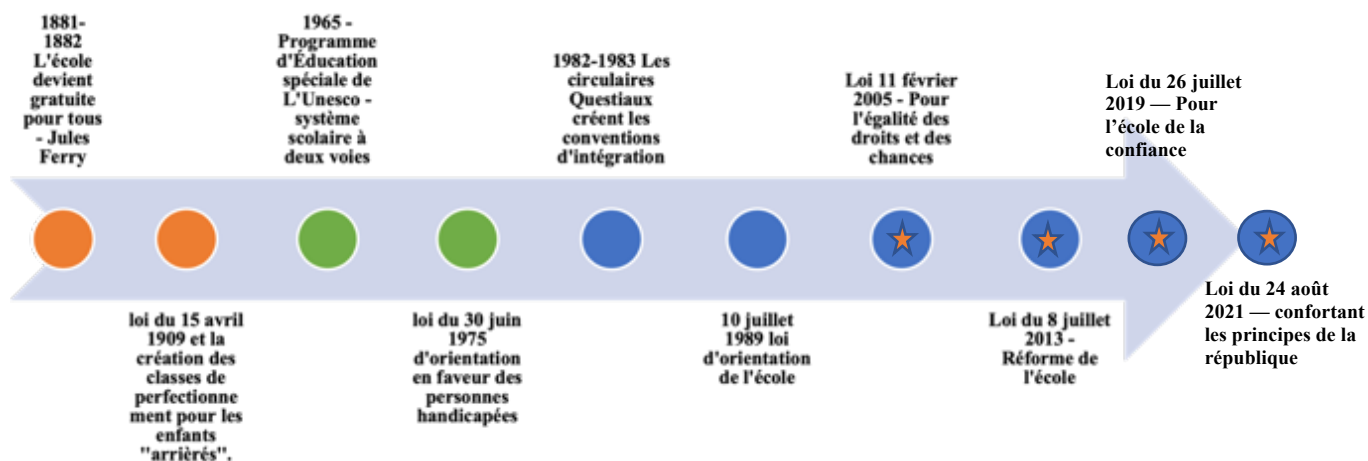 1881-
1882
L'école
devient
gratuite
pour tous
- Jules
Ferry
1965 -
Programme
d'Éducation
spéciale de
L'Unesco -
système
scolaire à
deux voies
1982-1983 Les
circulaires
Questiaux
créent les
conventions
d'intégration
Loi 11 février
2005 - Pour
l'égalité des
droits et des
chances
Loi du 26 juillet
2019 — Pour
l’école de la
confiance
loi du 15 avril
1909 et la
création des
classes de
perfectionne
ment pour les
enfants
"arrièrés".
loi du 30 juin
1975
d'orientation
en faveur des
personnes
handicapées
10 juillet
1989 loi
d'orientation
de l'école
Loi du 8 juillet
2013 -
Réforme de
l'école
Loi du 24 août
2021 — confortant
les principes de la
république